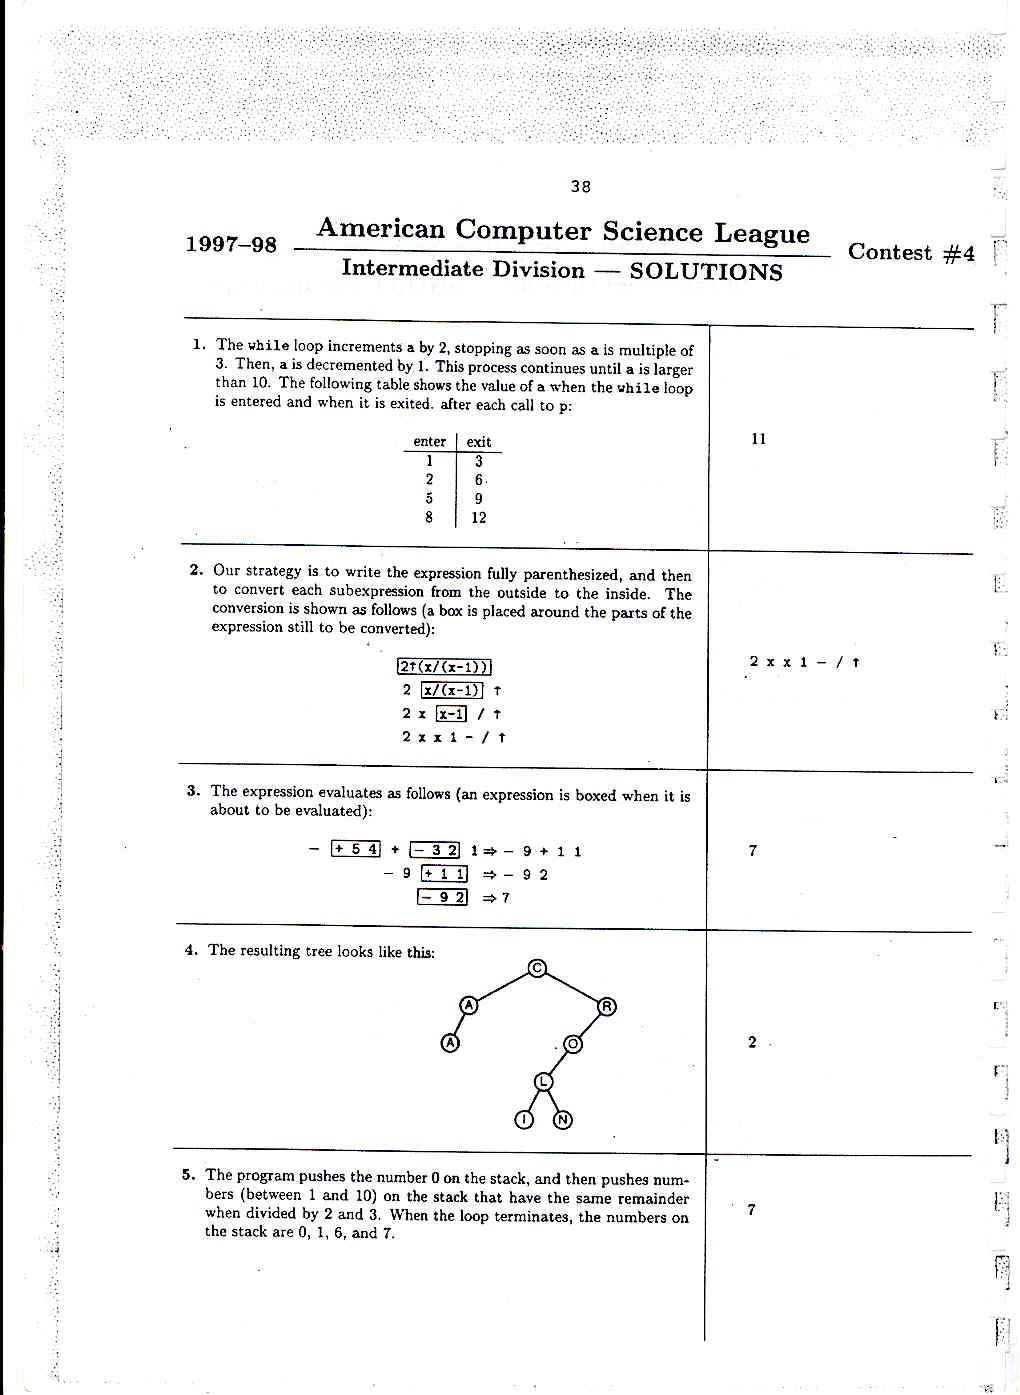 38
1997–98 American Computer Science League Contest #4
Intermediate Division — SOLUTIONS
1. The while loop increments a by 2, stopping as soon as a is multiple of
3. Then, a is decremented by 1. This process continues until a is larger
than 10. The following table shows the value of a when the while loop
is entered and when it is exited. after each call to p:
enter exit
1 3
2 6
5 9
8 12
11
2. Our strategy is to write the expression fully parenthesized, and then
to convert each subexpression from the outside to the inside. The
conversion is shown as follows (a box is placed around the parts of the
expression still to be converted):
2↑(x/(x-1))
2 x/(x-1) ↑
2 x x-1 / ↑
2 x x 1 - / ↑
2 x x 1 - / ↑
3. The expression evaluates as follows (an expression is boxed when it is
about to be evaluated):
- + 5 4 + - 3 2 1 ⇒ - 9 + 1 1
- 9 + 1 1 ⇒ - 9 2
- 9 2 ⇒ 7
7
4. The resulting tree looks like this:
C
A R
A O
L
I N
2
5. The program pushes the number 0 on the stack, and then pushes num-
bers (between 1 and 10) on the stack that have the same remainder
when divided by 2 and 3. When the loop terminates, the numbers on
the stack are 0, 1, 6, and 7.
7